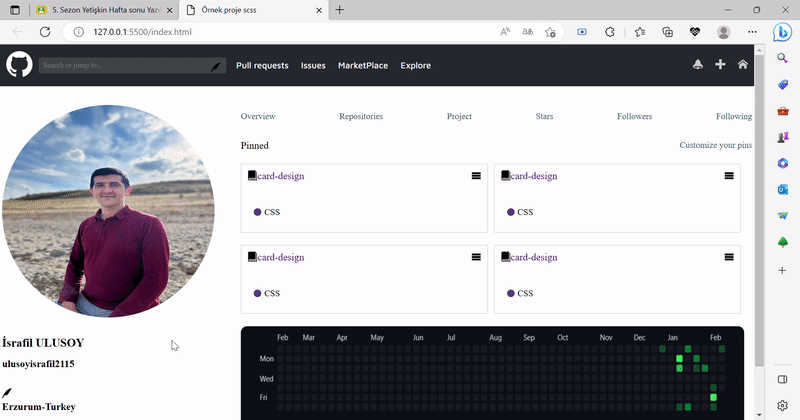 5. Sezon Yetişkin Hafta sonu Yazıl
Örnek proje scss
127.0.0.1:5500/index.html
Search or jump to...
Pull requests Issues MarketPlace Explore
Overview Repositories Project Stars Followers Following
Pinned Customize your pins
card-design card-design
CSS CSS
card-design card-design
CSS CSS
Feb Mar Apr May Jun Jul Aug Sep Oct Nov Dec Jan Feb
Mon
Wed
Fri
İsrafil ULUSOY
ulusoyisrafil2115
Erzurum-Turkey